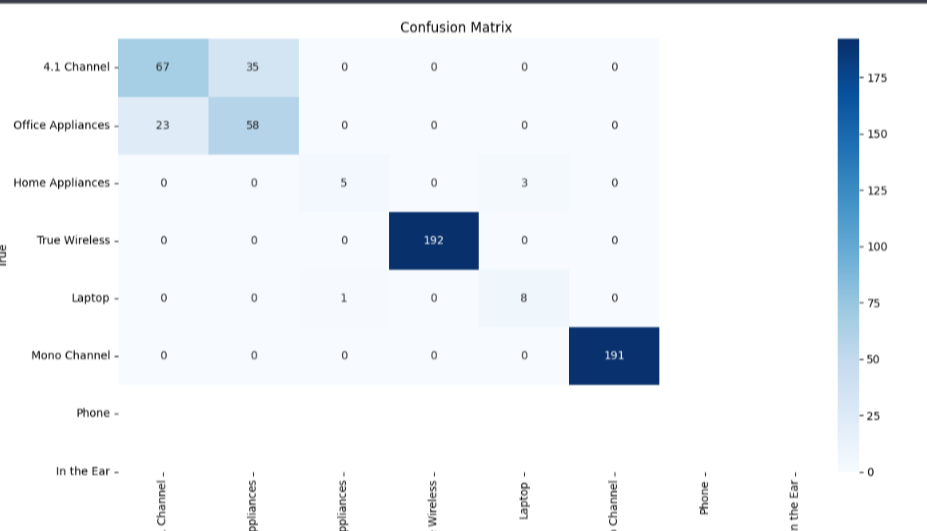 Confusion Matrix
4.1 Channel 67 35 0 0 0 0
Office Appliances 23 58 0 0 0 0
Home Appliances 0 0 5 0 3 0
True Wireless 0 0 0 192 0 0
Laptop 0 0 1 0 8 0
Mono Channel 0 0 0 0 0 191
Phone
In the Ear
True
Channel
ppliances
ppliances
Wireless
Laptop
Channel
Phone
n the Ear
175
150
125
100
75
50
25
0